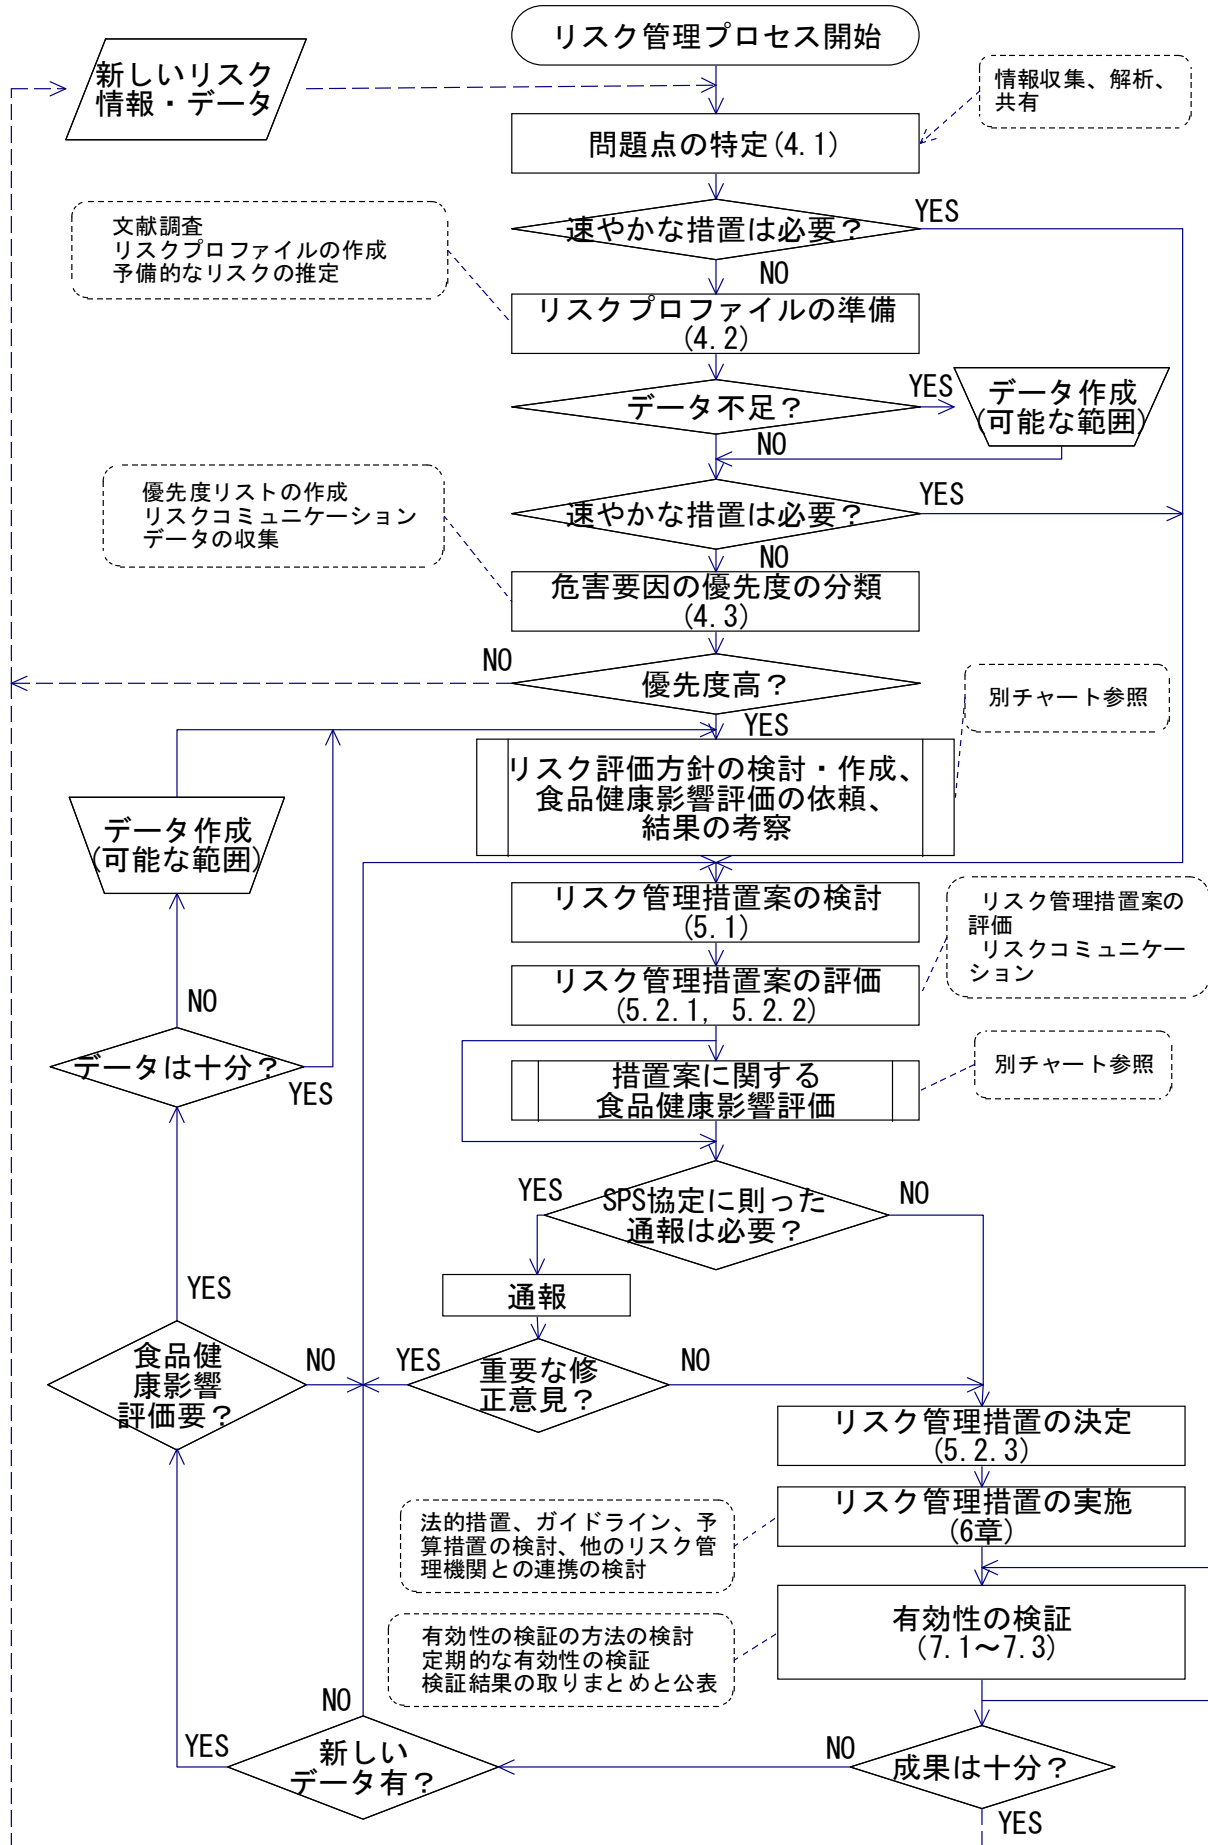 リスク管理プロセス開始
新しいリスク
情報・データ
情報収集、解析、
共有
問題点の特定(4.1)
文献調査
リスクプロファイルの作成
予備的なリスクの推定
速やかな措置は必要？
YES
NO
リスクプロファイルの準備
(4.2)
データ不足？
YES
データ作成
(可能な範囲)
NO
優先度リストの作成
リスクコミュニケーション
データの収集
速やかな措置は必要？
YES
NO
危害要因の優先度の分類
(4.3)
NO
優先度高？
別チャート参照
YES
リスク評価方針の検討・作成、
食品健康影響評価の依頼、
結果の考察
データ作成
(可能な範囲)
リスク管理措置案の検討
(5.1)
リスク管理措置案の
評価
リスクコミュニケー
ション
リスク管理措置案の評価
(5.2.1, 5.2.2)
NO
データは十分？
YES
措置案に関する
食品健康影響評価
別チャート参照
YES
SPS協定に則った
通報は必要？
NO
YES
通報
食品健
康影響
評価要？
NO
YES
重要な修
正意見？
NO
リスク管理措置の決定
(5.2.3)
リスク管理措置の実施
(6章)
法的措置、ガイドライン、予
算措置の検討、他のリスク管
理機関との連携の検討
有効性の検証
(7.1～7.3)
有効性の検証の方法の検討
定期的な有効性の検証
検証結果の取りまとめと公表
NO
YES
新しい
データ有？
NO
成果は十分？
YES